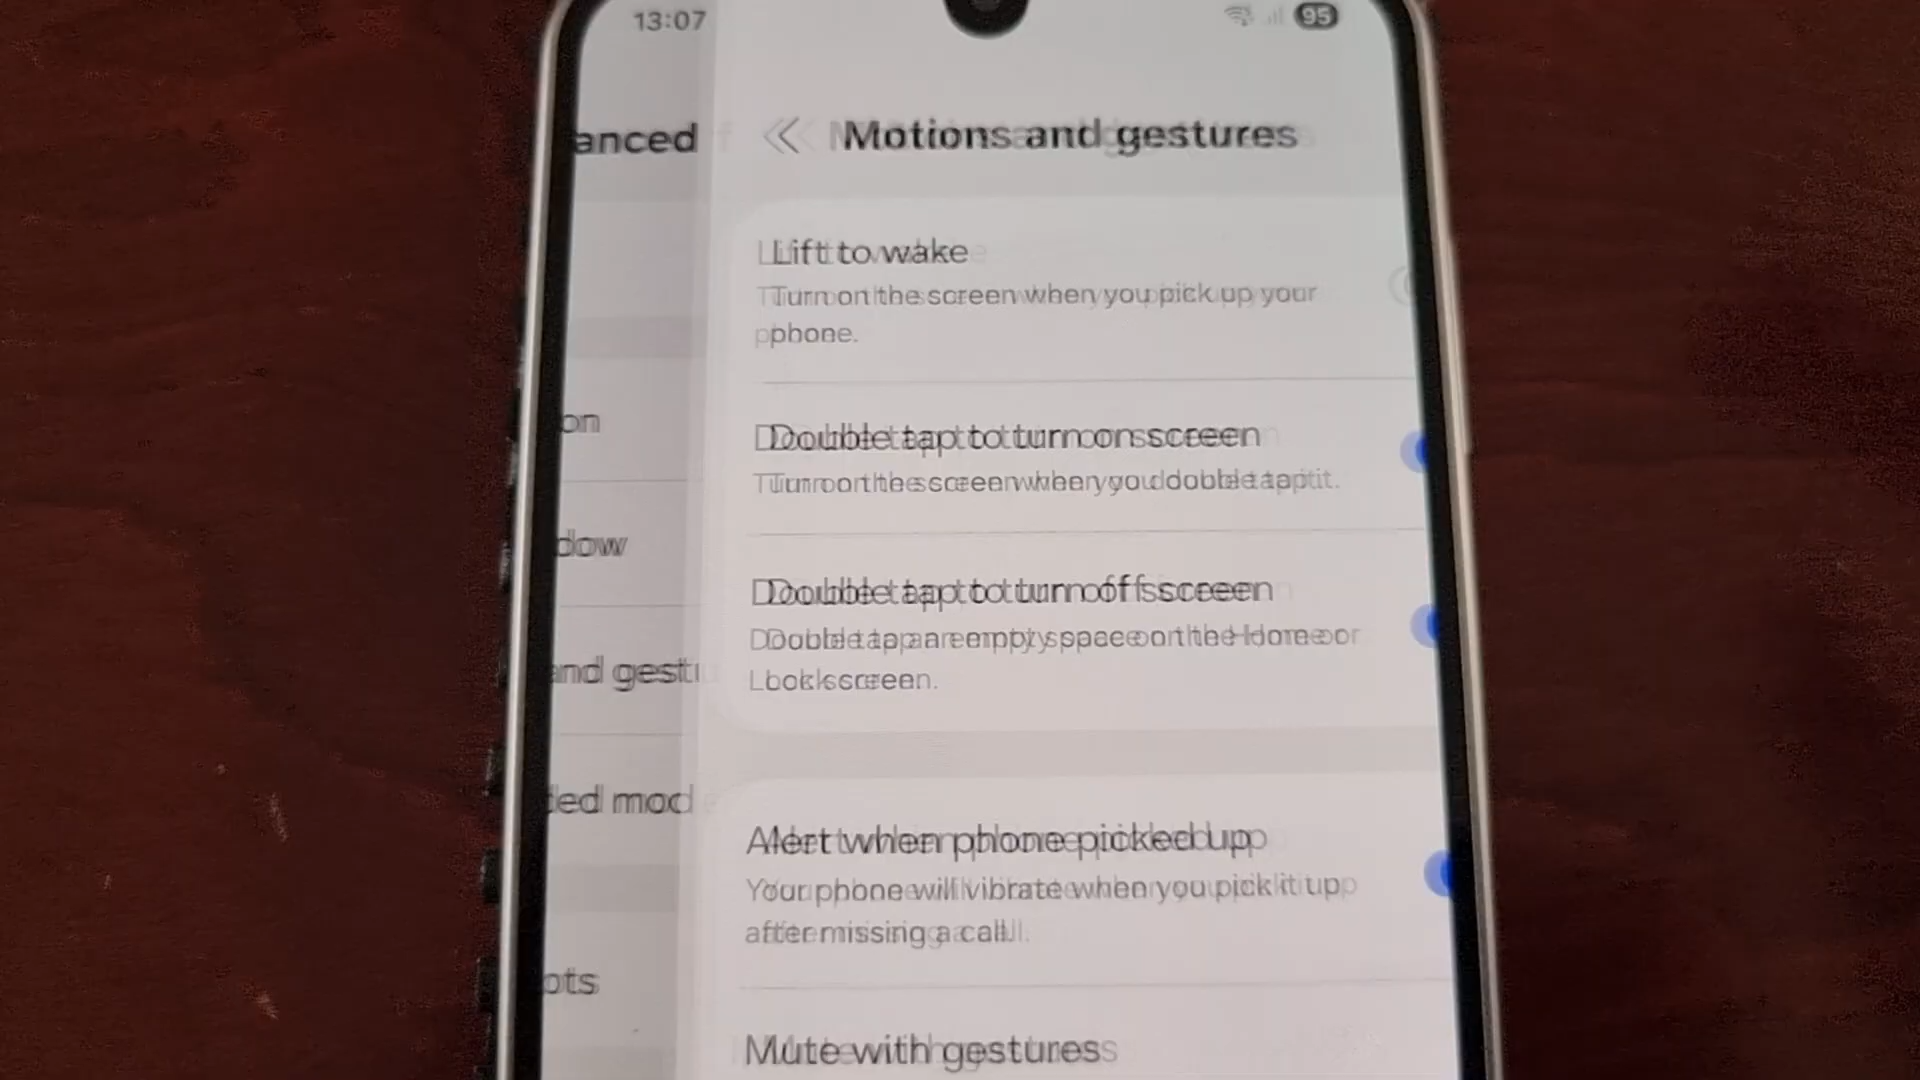 13:07
95
anced
Motions and gestures
Lift to wake
Turn on the screen when you pick up your
phone.
on
Double tap to turn on screen
Turn on the screen when you double tap it.
dow
Double tap to turn off screen
Double tap an empty space on the Home or
Lock screen.
and gestu
ded mod
Alert when phone picked up
Your phone will vibrate when you pick it up
after missing a call.
ots
Mute with gestures